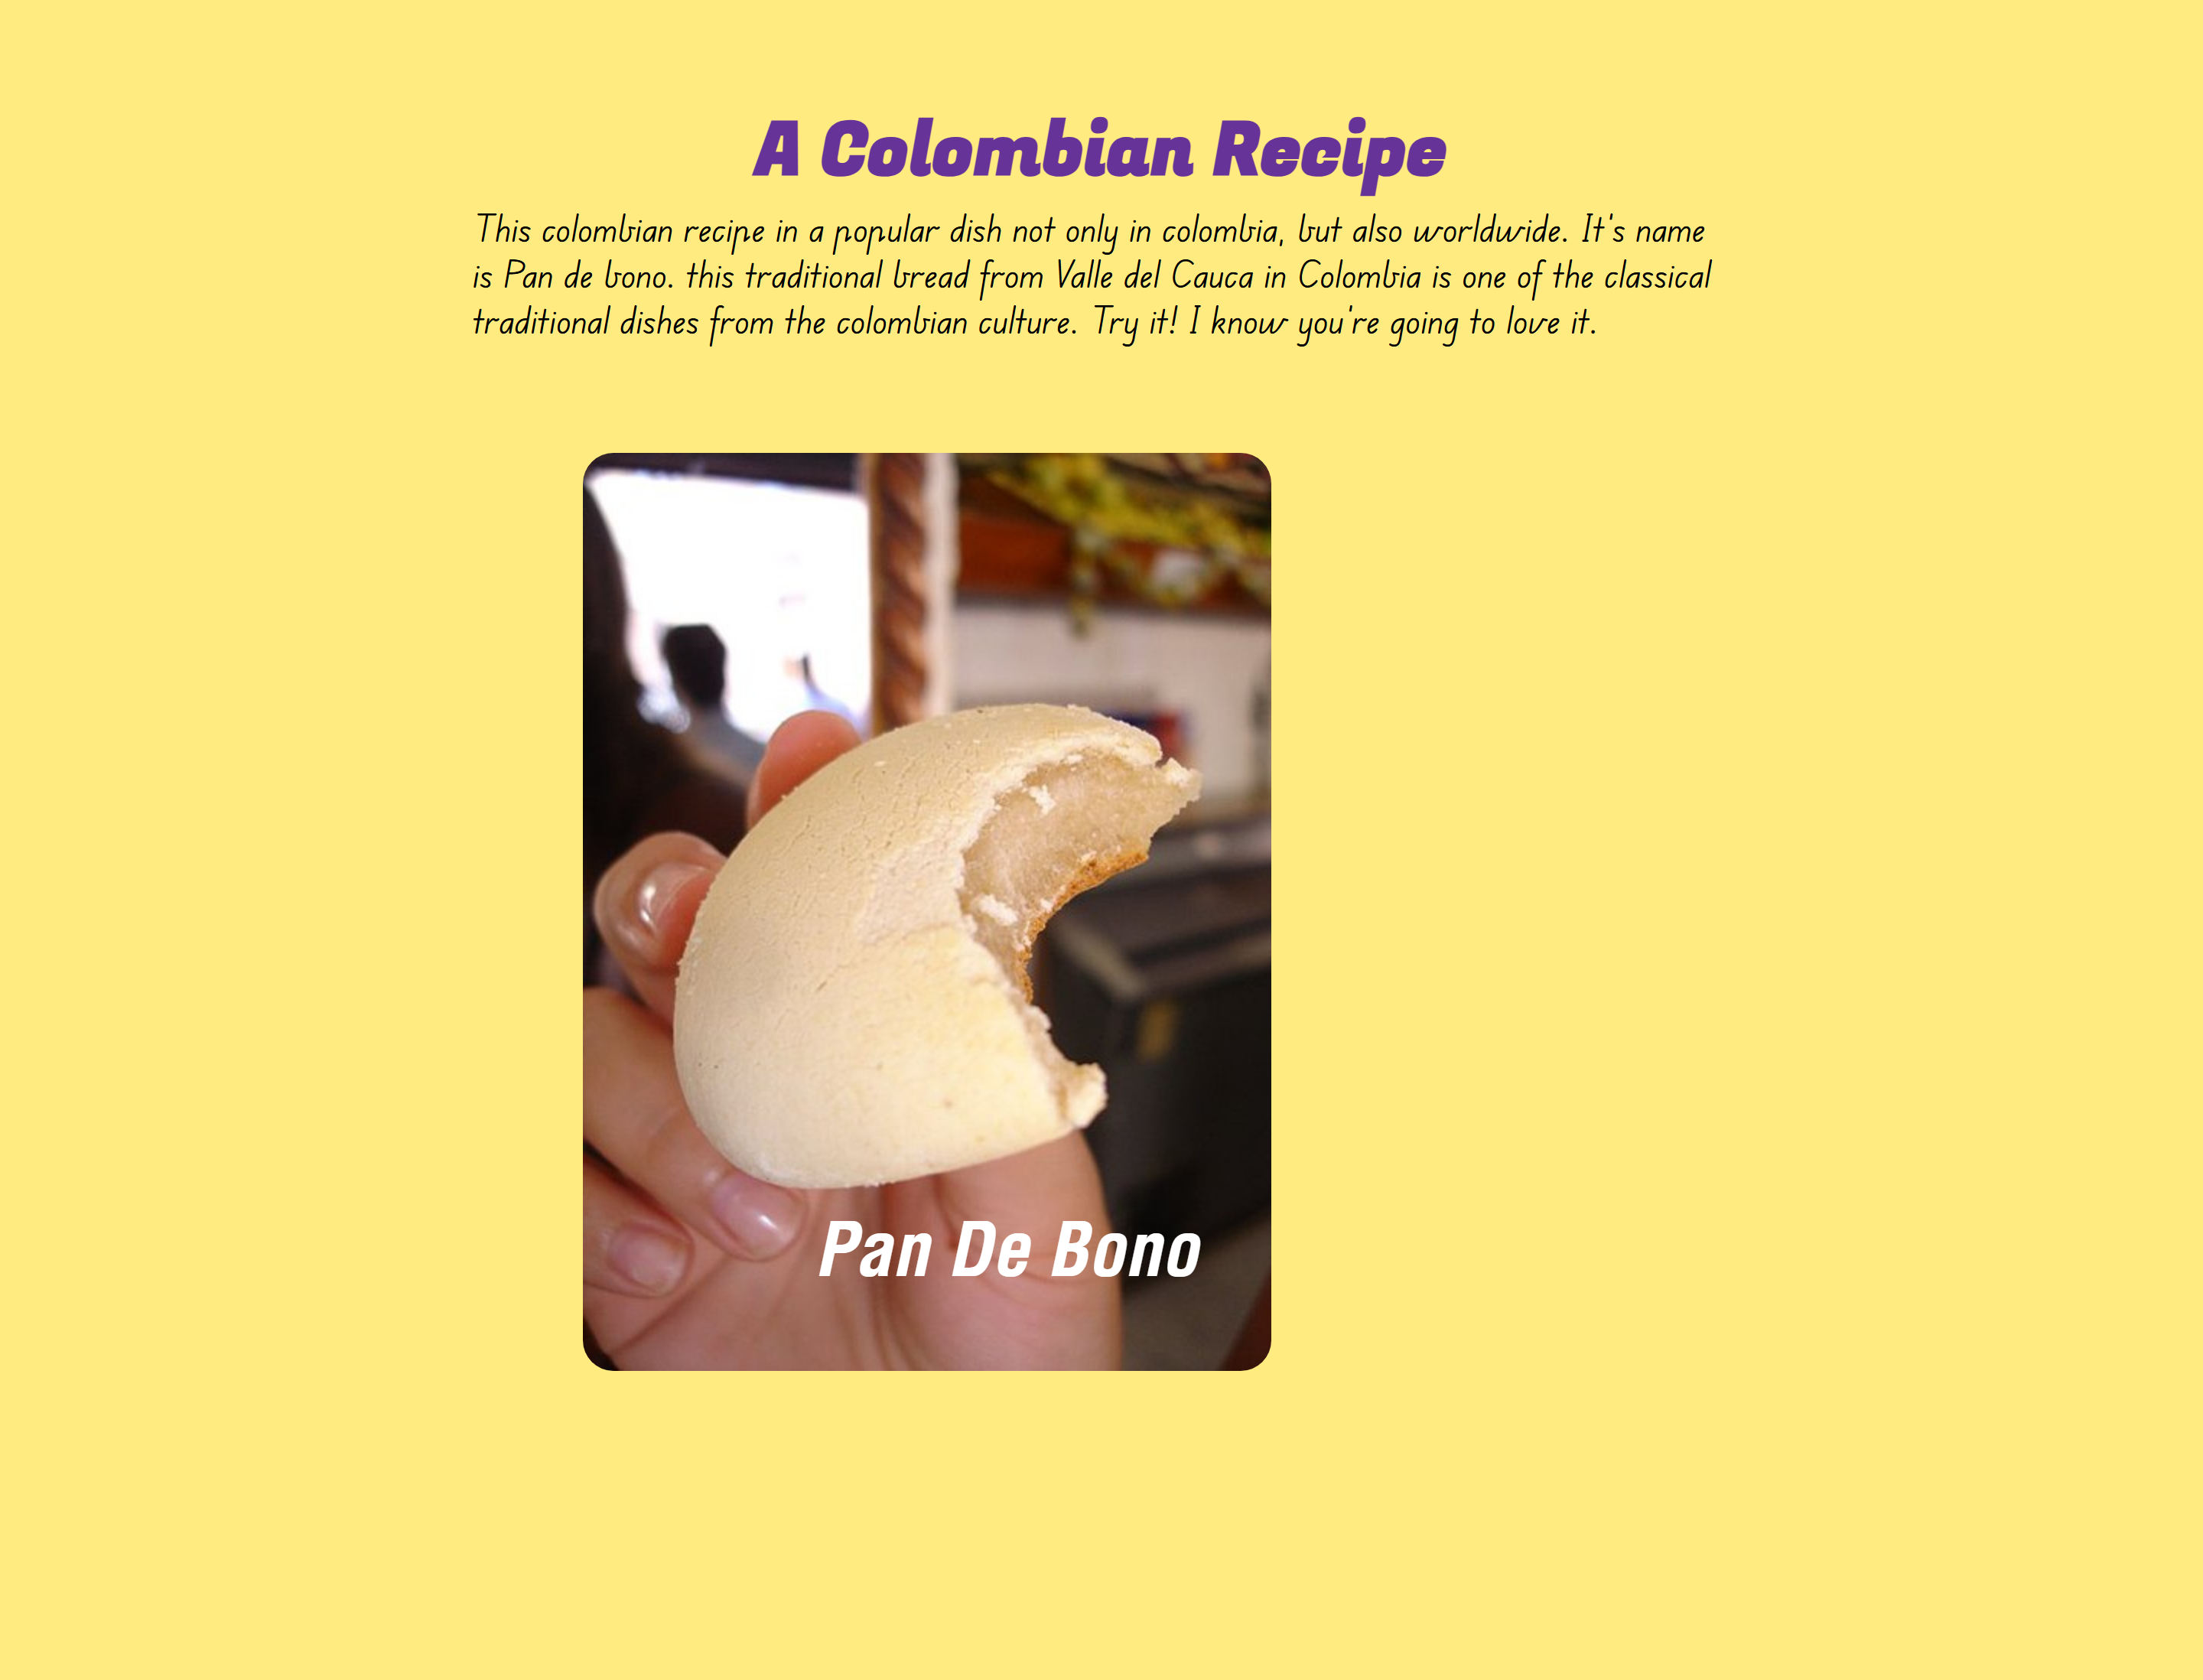 A Colombian Recipe
This colombian recipe in a popular dish not only in colombia, but also worldwide. It's name
is Pan de bono. this traditional bread from Valle del Cauca in Colombia is one of the classical
traditional dishes from the colombian culture. Try it! I know you're going to love it.
Pan De Bono